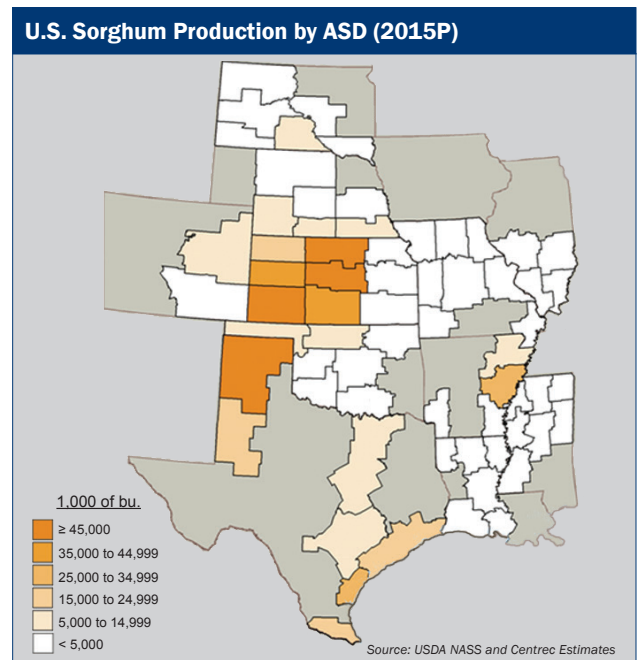 U.S. Sorghum Production by ASD (2015P)
1,000 of bu.
≥ 45,000
35,000 to 44,999
25,000 to 34,999
15,000 to 24,999
5,000 to 14,999
< 5,000
Source: USDA NASS and Centrec Estimates